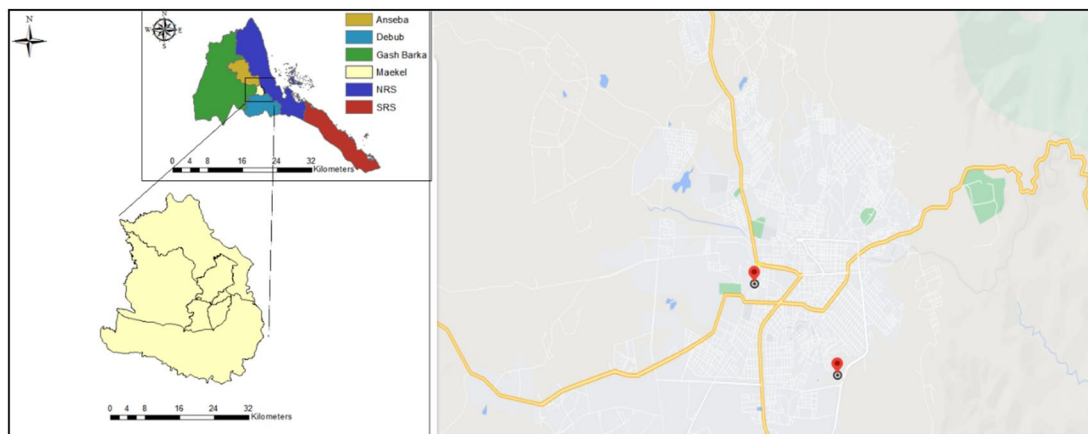 N
N
W E
S
Anseba
Debub
Gash Barka
Maekel
NRS
SRS
0 4 8 16 24 32
Kilometers
0 4 8 16 24 32
Kilometers